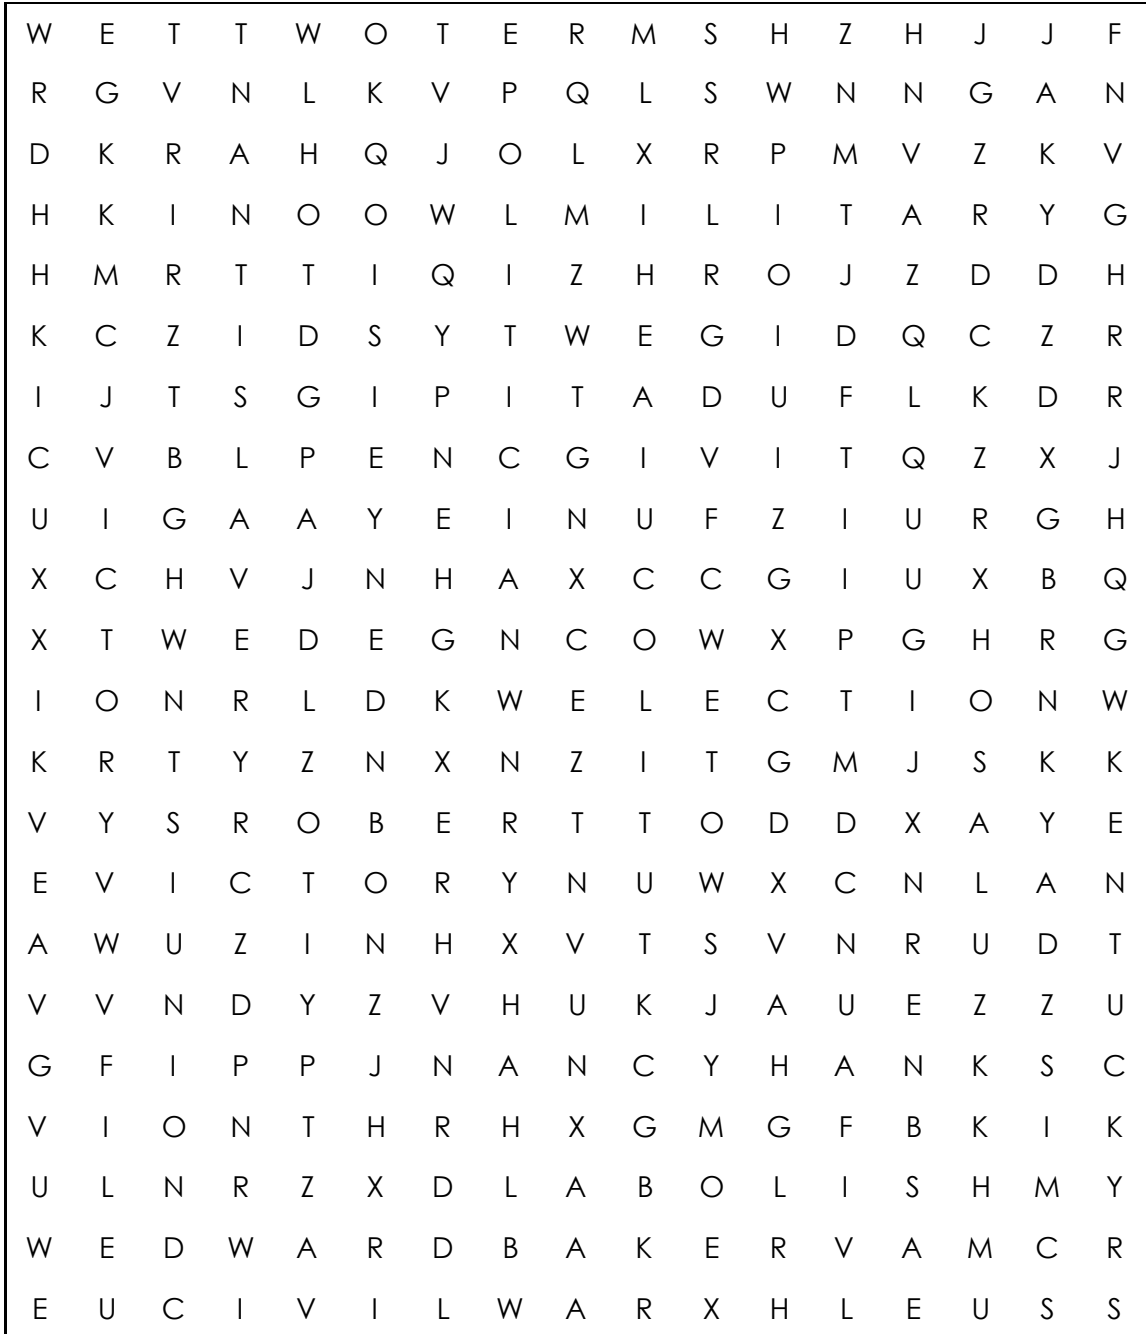 W E T T W O T E R M S H Z H J J F
R G V N L K V P Q L S W N N G A N
D K R A H Q J O L X R P M V Z K V
H K I N O O W L M I L I T A R Y G
H M R T T I Q I Z H R O J Z D D H
K C Z I D S Y T W E G I D Q C Z R
I J T S G I P I T A D U F L K D R
C V B L P E N C G I V I T Q Z X J
U I G A A Y E I N U F Z I U R G H
X C H V J N H A X C C G I U X B Q
X T W E D E G N C O W X P G H R G
I O N R L D K W E L E C T I O N W
K R T Y Z N X N Z I T G M J S K K
V Y S R O B E R T T O D D X A Y E
E V I C T O R Y N U W X C N L A N
A W U Z I N H X V T S V N R U D T
V V N D Y Z V H U K J A U E Z Z U
G F I P P J N A N C Y H A N K S C
V I O N T H R H X G M G F B K I K
U L N R Z X D L A B O L I S H M Y
W E D W A R D B A K E R V A M C R
E U C I V I L W A R X H L E U S S